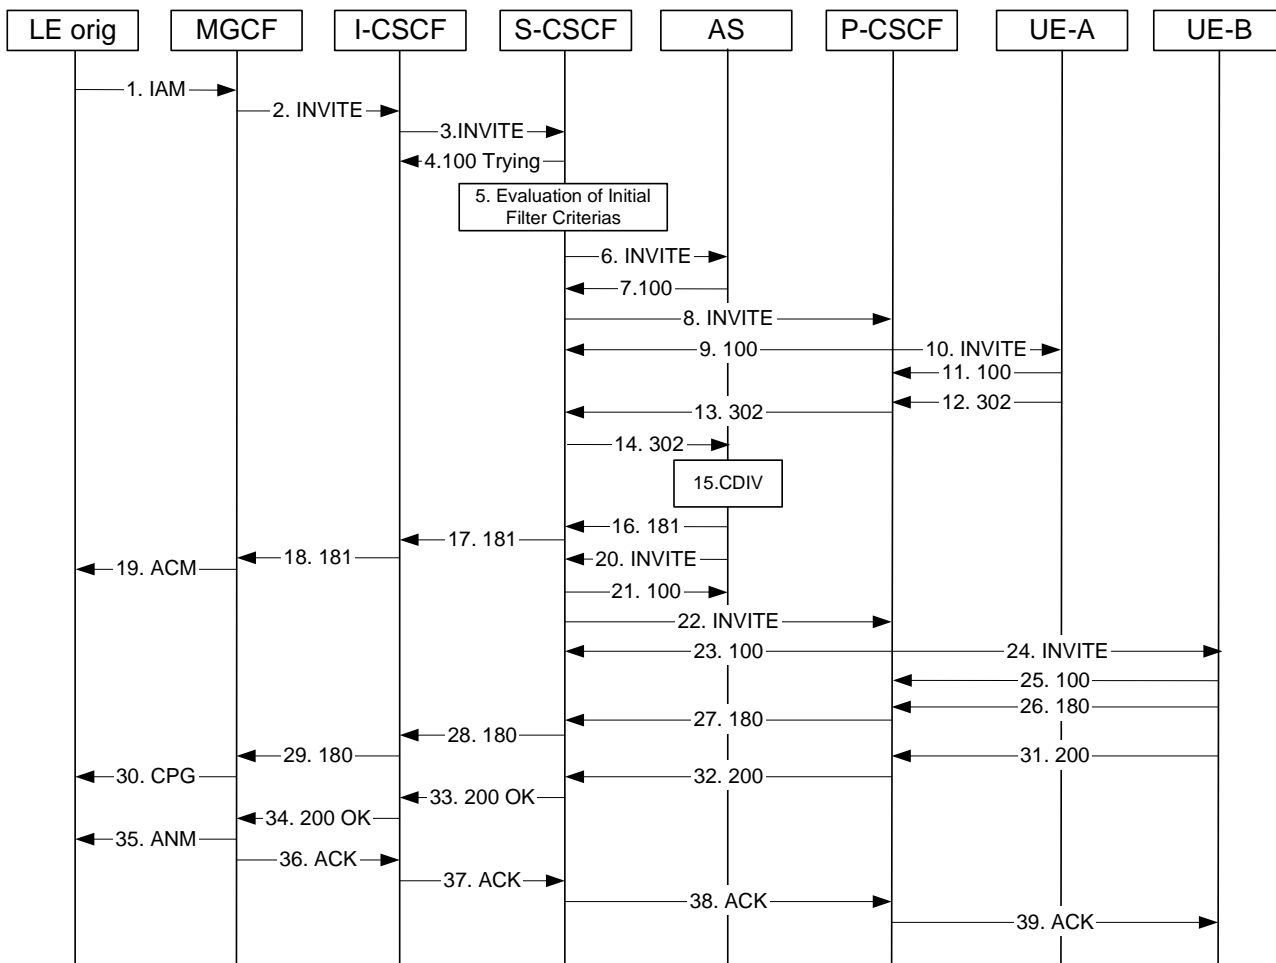 LE orig
MGCF
I-CSCF
S-CSCF
AS
P-CSCF
UE-A
UE-B
1. IAM
2. INVITE
3.INVITE
4.100 Trying
5. Evaluation of Initial
Filter Criterias
6. INVITE
7.100
8. INVITE
9. 100
10. INVITE
11. 100
12. 302
13. 302
14. 302
15.CDIV
16. 181
17. 181
18. 181
19. ACM
20. INVITE
21. 100
22. INVITE
23. 100
24. INVITE
25. 100
26. 180
27. 180
28. 180
29. 180
30. CPG
31. 200
32. 200
33. 200 OK
34. 200 OK
35. ANM
36. ACK
37. ACK
38. ACK
39. ACK